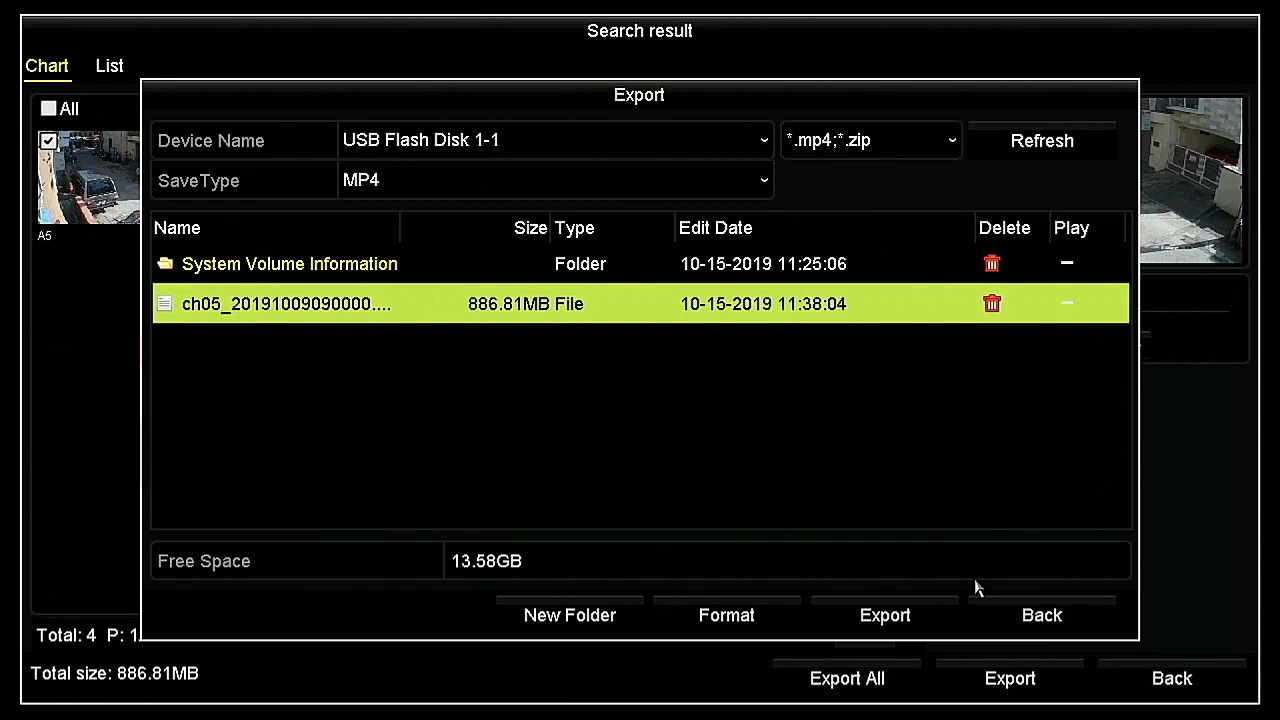 Search result
Chart List
All
A5
Export
Device Name USB Flash Disk 1-1 *.mp4;*.zip Refresh
SaveType MP4
Name Size Type Edit Date Delete Play
System Volume Information Folder 10-15-2019 11:25:06
ch05_20191009090000.... 886.81MB File 10-15-2019 11:38:04
Free Space 13.58GB
New Folder Format Export Back
Total: 4 P: 1
Total size: 886.81MB
Export All Export Back